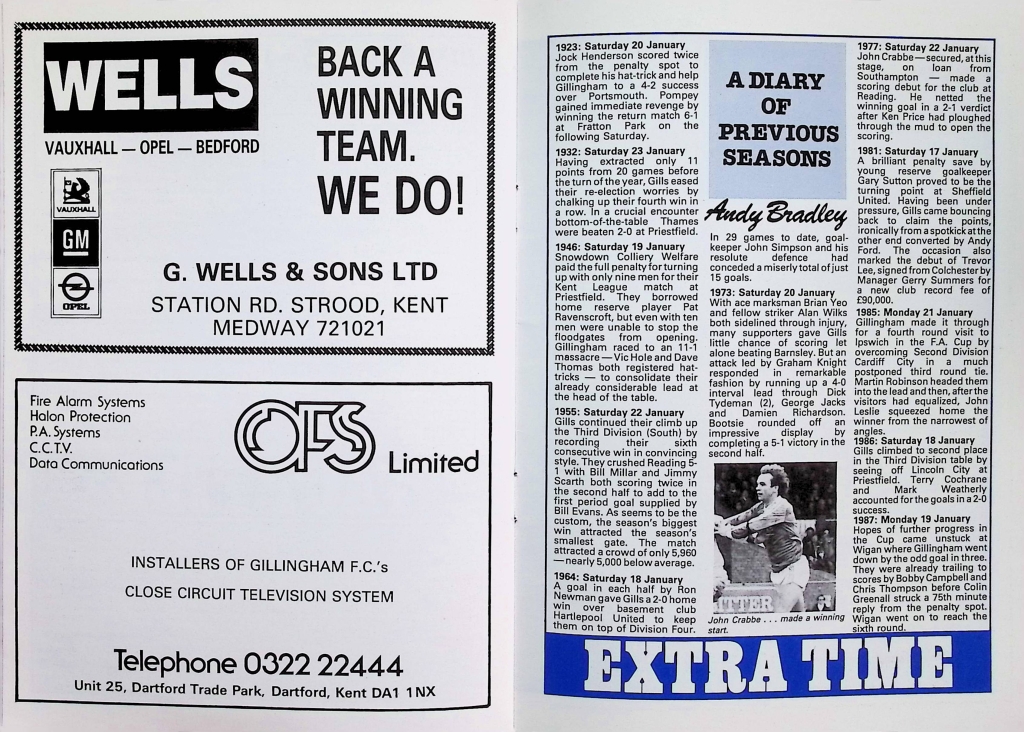 WELLS
VAUXHALL — OPEL — BEDFORD
BACK A
WINNING
TEAM.
WE DO!
VAUXHALL
GM
OPEL
G. WELLS & SONS LTD
STATION RD. STROOD, KENT
MEDWAY 721021
Fire Alarm Systems
Halon Protection
P.A. Systems
C.C.T.V.
Data Communications
OFS
Limited
INSTALLERS OF GILLINGHAM F.C.'s
CLOSE CIRCUIT TELEVISION SYSTEM
Telephone 0322 22444
Unit 25, Dartford Trade Park, Dartford, Kent DA1 1NX
1923: Saturday 20 January
Jock Henderson scored twice
from the penalty spot to
complete his hat-trick and help
Gillingham to a 4-2 success
over Portsmouth. Pompey
gained immediate revenge by
winning the return match 6-1
at Fratton Park on the
following Saturday.
1932: Saturday 23 January
Having extracted only 11
points from 20 games before
the turn of the year, Gills eased
their re-election worries by
chalking up their fourth win in
a row. In a crucial encounter
bottom-of-the-table Thames
were beaten 2-0 at Priestfield.
1946: Saturday 19 January
Snowdown Colliery Welfare
paid the full penalty for turning
up with only nine men for their
Kent League match at
Priestfield. They borrowed
home reserve player Pat
Ravenscroft, but even with ten
men were unable to stop the
floodgates from opening.
Gillingham raced to an 11-1
massacre — Vic Hole and Dave
Thomas both registered hat-
tricks — to consolidate their
already considerable lead at
the head of the table.
1955: Saturday 22 January
Gills continued their climb up
the Third Division (South) by
recording their sixth
consecutive win in convincing
style. They crushed Reading 5-
1 with Bill Millar and Jimmy
Scarth both scoring twice in
the second half to add to the
first period goal supplied by
Bill Evans. As seems to be the
custom, the season's biggest
win attracted the season's
smallest gate. The match
attracted a crowd of only 5,960
— nearly 5,000 below average.
1964: Saturday 18 January
A goal in each half by Ron
Newman gave Gills a 2-0 home
win over basement club
Hartlepool United to keep
them on top of Division Four.
A DIARY
OF
PREVIOUS
SEASONS
Andy Bradley
In 29 games to date, goal-
keeper John Simpson and his
resolute defence had
conceded a miserly total of just
15 goals.
1973: Saturday 20 January
With ace marksman Brian Yeo
and fellow striker Alan Wilks
both sidelined through injury,
many supporters gave Gills
little chance of scoring let
alone beating Barnsley. But an
attack led by Graham Knight
responded in remarkable
fashion by running up a 4-0
interval lead through Dick
Tydeman (2), George Jacks
and Damien Richardson.
Bootsie rounded off an
impressive display by
completing a 5-1 victory in the
second half.
John Crabbe . . . made a winning
start.
1977: Saturday 22 January
John Crabbe — secured, at this
stage, on loan from
Southampton — made a
scoring debut for the club at
Reading. He netted the
winning goal in a 2-1 verdict
after Ken Price had ploughed
through the mud to open the
scoring.
1981: Saturday 17 January
A brilliant penalty save by
young reserve goalkeeper
Gary Sutton proved to be the
turning point at Sheffield
United. Having been under
pressure, Gills came bouncing
back to claim the points,
ironically from a spotkick at the
other end converted by Andy
Ford. The occasion also
marked the debut of Trevor
Lee, signed from Colchester by
Manager Gerry Summers for
a new club record fee of
£90,000.
1985: Monday 21 January
Gillingham made it through
for a fourth round visit to
Ipswich in the F.A. Cup by
overcoming Second Division
Cardiff City in a much
postponed third round tie.
Martin Robinson headed them
into the lead and then, after the
visitors had equalized, John
Leslie squeezed home the
winner from the narrowest of
angles.
1986: Saturday 18 January
Gills climbed to second place
in the Third Division table by
seeing off Lincoln City at
Priestfield. Terry Cochrane
and Mark Weatherly
accounted for the goals in a 2-0
success.
1987: Monday 19 January
Hopes of further progress in
the Cup came unstuck at
Wigan where Gillingham went
down by the odd goal in three.
They were already trailing to
scores by Bobby Campbell and
Chris Thompson before Colin
Greenall struck a 75th minute
reply from the penalty spot.
Wigan went on to reach the
sixth round.
EXTRA TIME